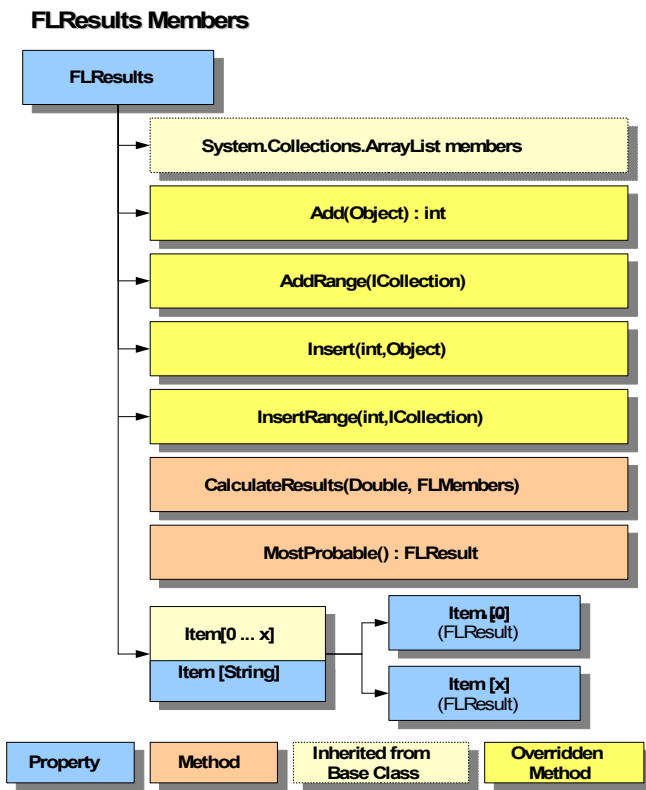 FLResults Members
FLResults
System.Collections.ArrayList members
Add(Object) : int
AddRange(ICollection)
Insert(int,Object)
InsertRange(int,ICollection)
CalculateResults(Double, FLMembers)
MostProbable() : FLResult
Item[0 ... x]
Item [String]
Item.[0]
(FLResult)
Item [x]
(FLResult)
Property
Method
Inherited from
Base Class
Overridden
Method